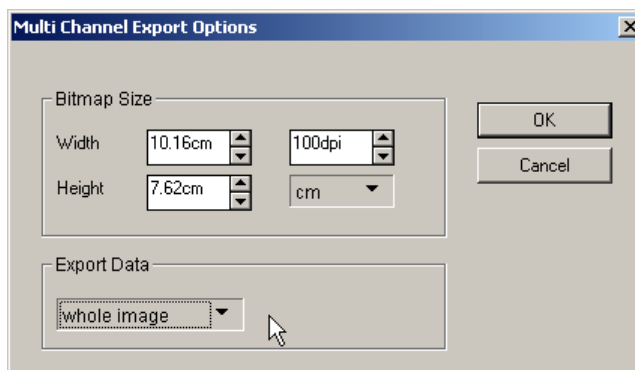 Multi Channel Export Options
Bitmap Size
Width 10.16cm 100dpi
Height 7.62cm cm
OK
Cancel
Export Data
whole image